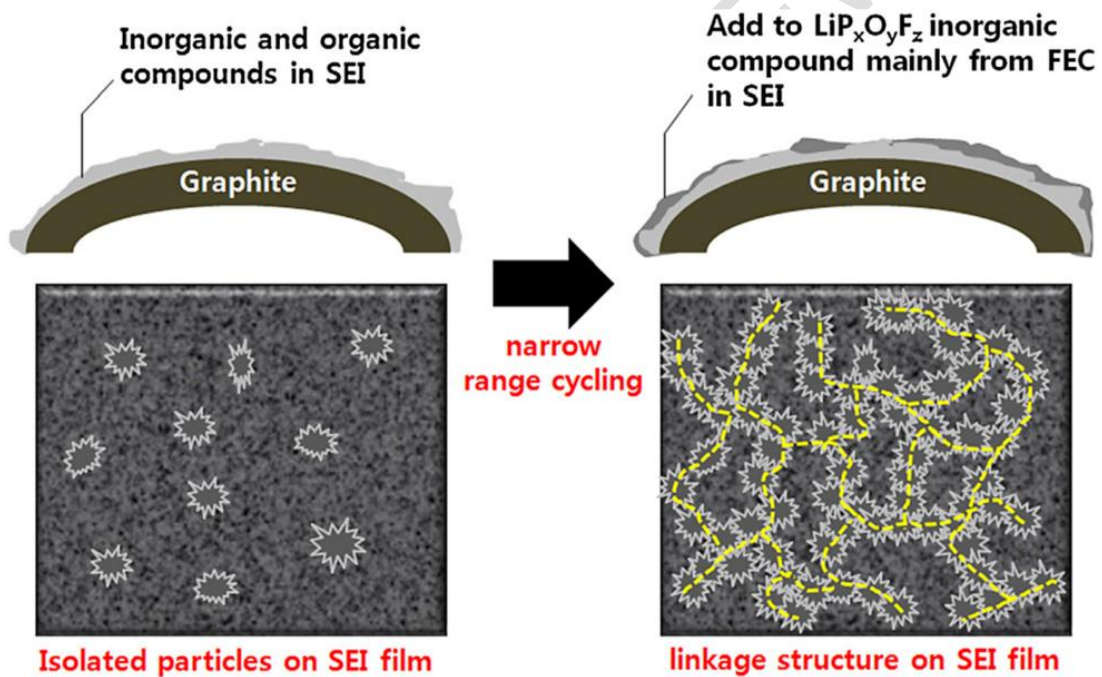 Inorganic and organic
compounds in SEI
Graphite
Add to LiPₓOᵧF_z inorganic
compound mainly from FEC
in SEI
Graphite
narrow
range cycling
Isolated particles on SEI film
linkage structure on SEI film